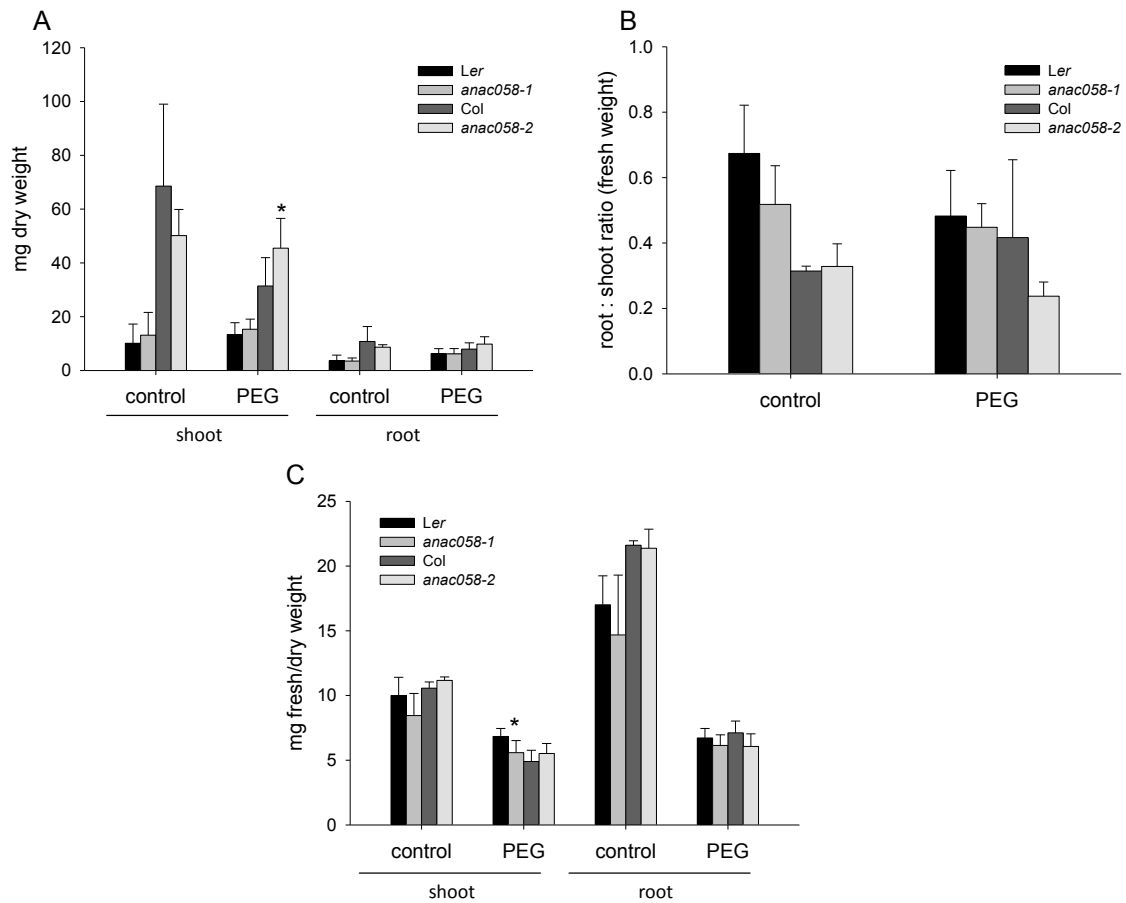 A
mg dry weight
120
100
80
60
40
20
0
Ler
anac058-1
Col
anac058-2
*
control PEG control PEG
shoot root
B
root : shoot ratio (fresh weight)
1.0
0.8
0.6
0.4
0.2
0.0
Ler
anac058-1
Col
anac058-2
control PEG
C
mg fresh/dry weight
25
20
15
10
5
0
Ler
anac058-1
Col
anac058-2
*
control PEG control PEG
shoot root